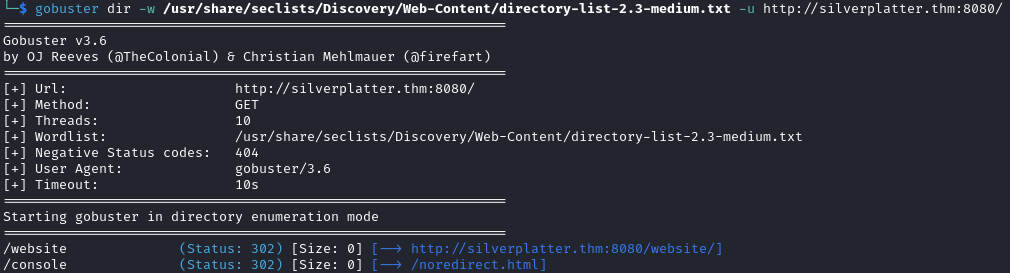 └─$ gobuster dir -w /usr/share/seclists/Discovery/Web-Content/directory-list-2.3-medium.txt -u http://silverplatter.thm:8080/
===============================================================
Gobuster v3.6
by OJ Reeves (@TheColonial) & Christian Mehlmauer (@firefart)
===============================================================
[+] Url:                     http://silverplatter.thm:8080/
[+] Method:                  GET
[+] Threads:                 10
[+] Wordlist:                /usr/share/seclists/Discovery/Web-Content/directory-list-2.3-medium.txt
[+] Negative Status codes:   404
[+] User Agent:              gobuster/3.6
[+] Timeout:                 10s
===============================================================
Starting gobuster in directory enumeration mode
===============================================================
/website              (Status: 302) [Size: 0] [--> http://silverplatter.thm:8080/website/]
/console              (Status: 302) [Size: 0] [--> /noredirect.html]